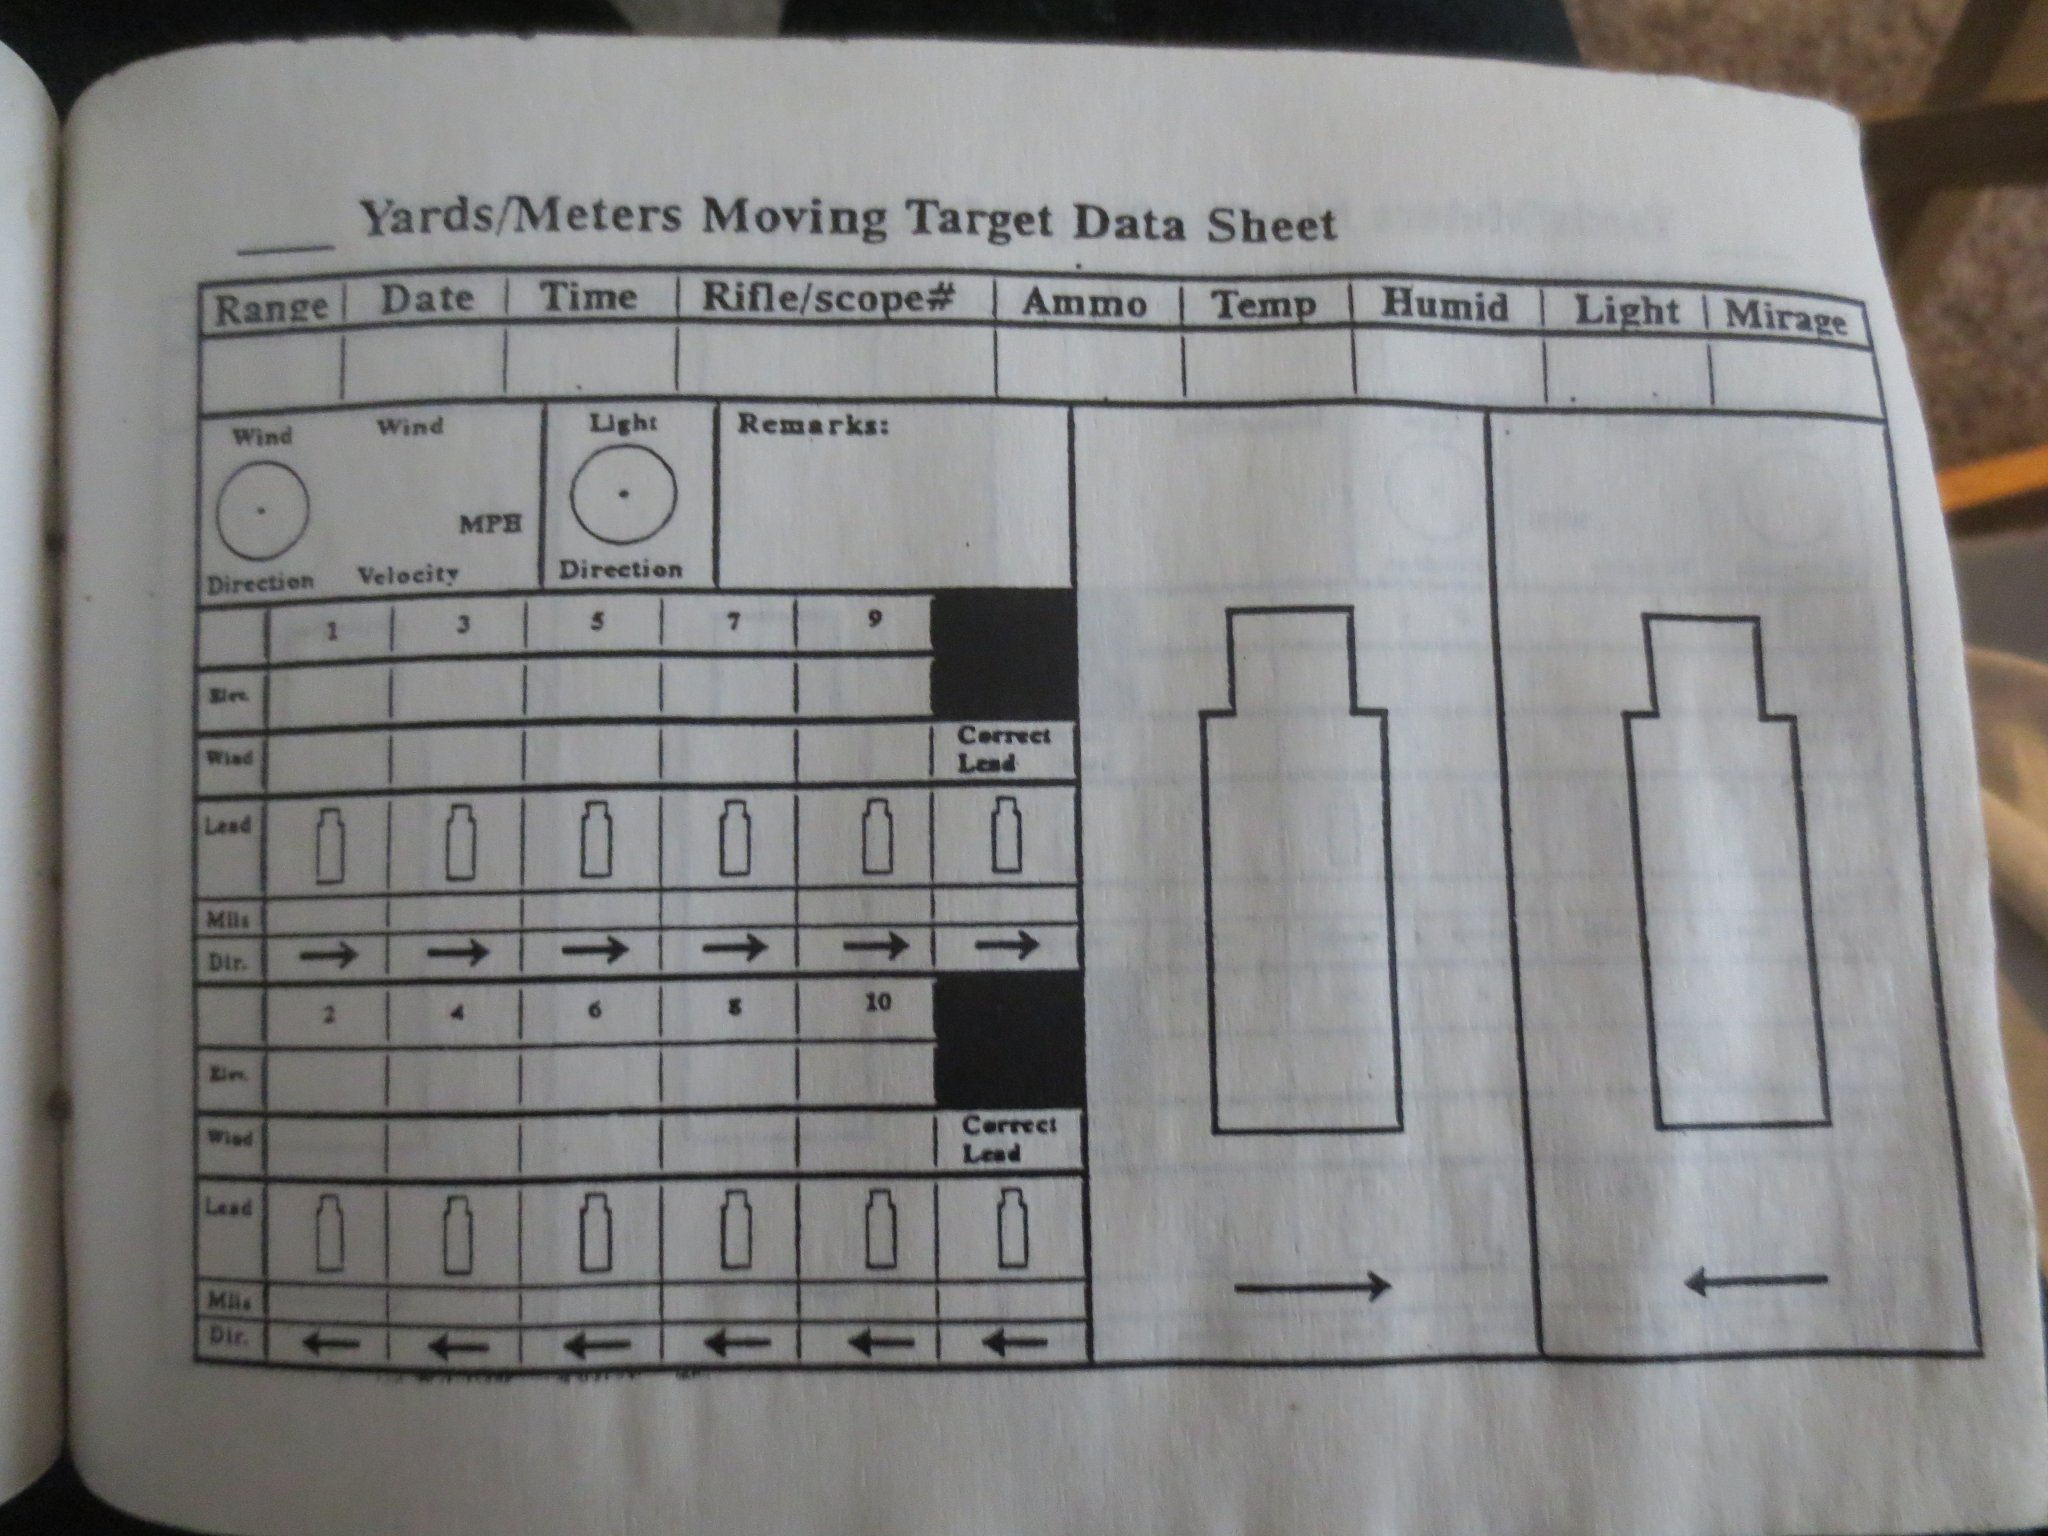 ____ Yards/Meters Moving Target Data Sheet
Range Date Time Rifle/scope# Ammo Temp Humid Light Mirage
Wind Wind Light Remarks:
MPH
Direction Velocity Direction
1 3 5 7 9
Elev.
Wind Correct Lead
Lead
Mils
Dir. → → → → → →
2 4 6 8 10
Elev.
Wind Correct Lead
Lead
Mils
Dir. ← ← ← ← ← ←